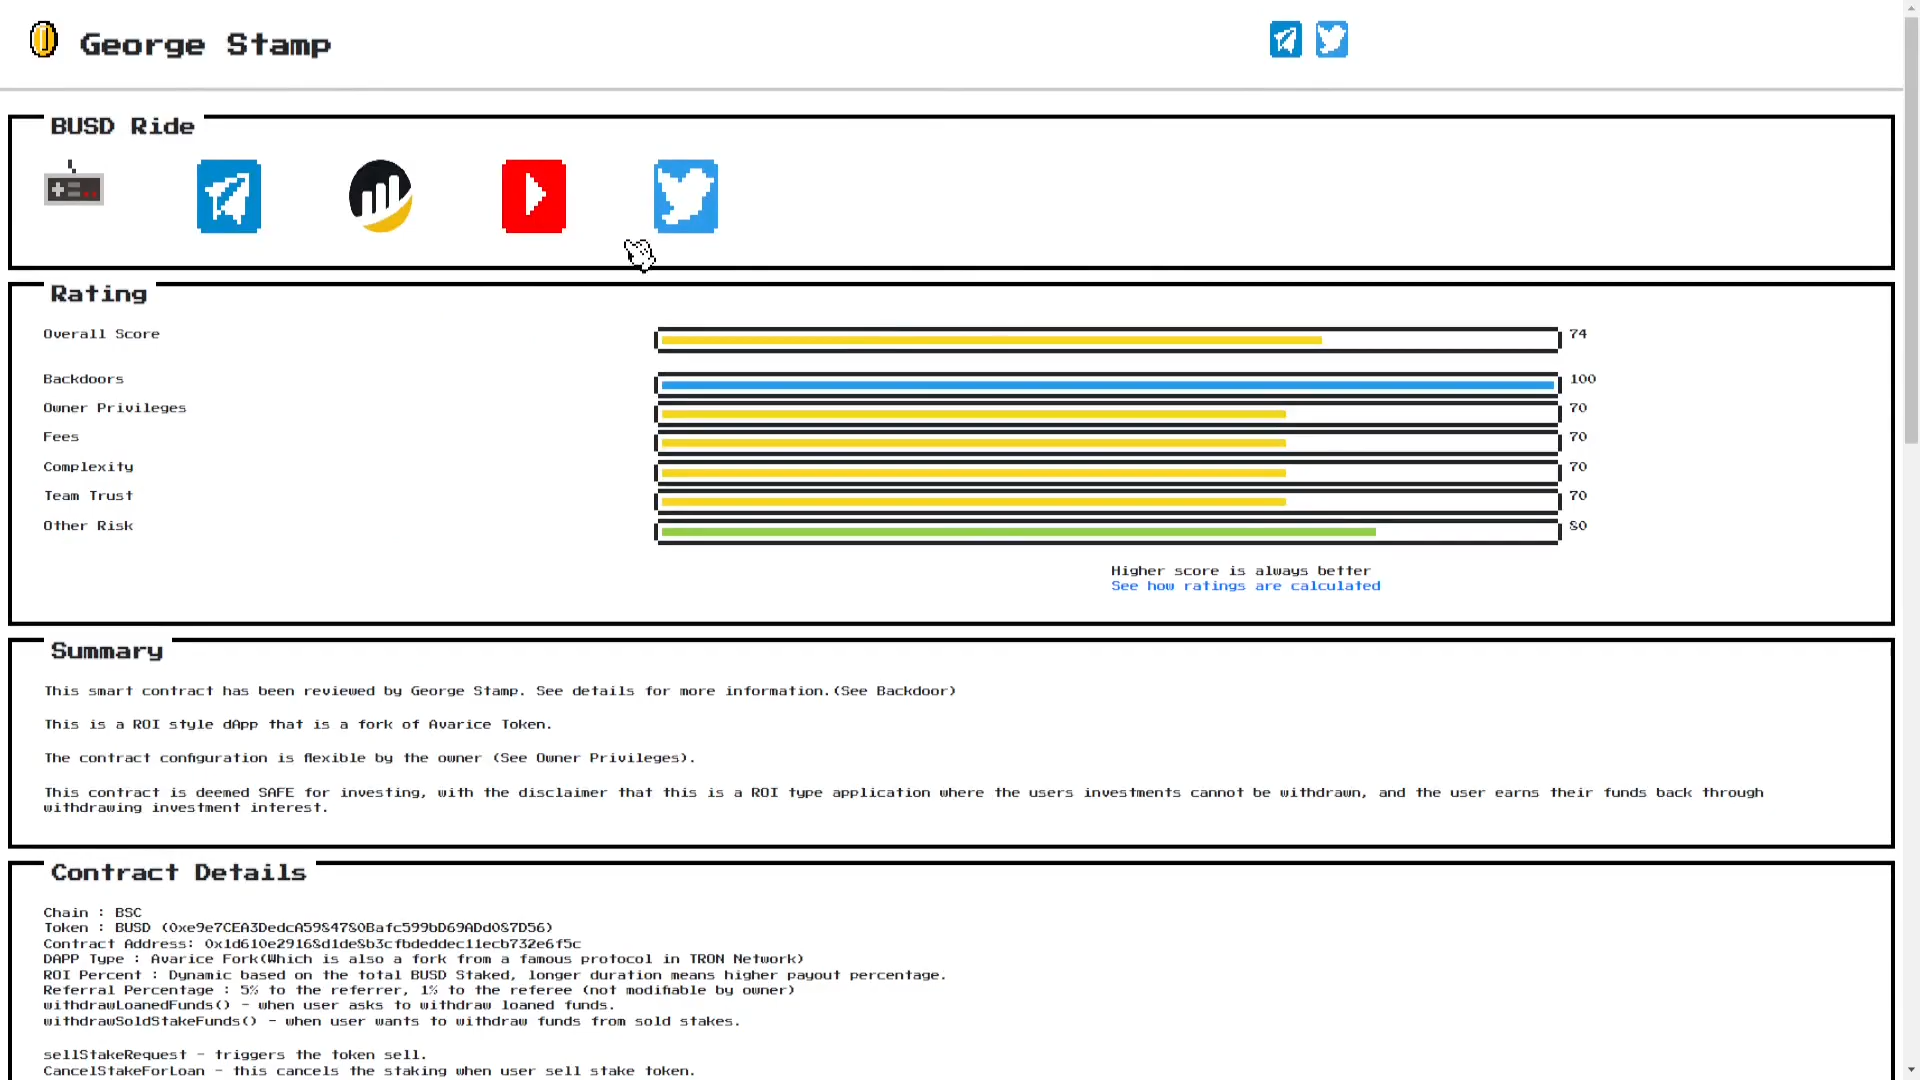 George Stamp
BUSD Ride
Rating
Overall Score 74
Backdoors 100
Owner Privileges 70
Fees 70
Complexity 70
Team Trust 70
Other Risk 80
Higher score is always better
See how ratings are calculated
Summary
This smart contract has been reviewed by George Stamp. See details for more information.(See Backdoor)
This is a ROI style dApp that is a fork of Avarice Token.
The contract configuration is flexible by the owner (See Owner Privileges).
This contract is deemed SAFE for investing, with the disclaimer that this is a ROI type application where the users investments cannot be withdrawn, and the user earns their funds back through
withdrawing investment interest.
Contract Details
Chain : BSC
Token : BUSD (0xe9e7CEA3DedcA5984780Bafc599bD69ADd087D56)
Contract Address: 0x1d610e29168d1de8b3cfbdeddec11ecb732e6f5c
DAPP Type : Avarice Fork(Which is also a fork from a famous protocol in TRON Network)
ROI Percent : Dynamic based on the total BUSD Staked, longer duration means higher payout percentage.
Referral Percentage : 5% to the referrer, 1% to the referee (not modifiable by owner)
withdrawLoanedFunds() - when user asks to withdraw loaned funds.
withdrawSoldStakeFunds() - when user wants to withdraw funds from sold stakes.
sellStakeRequest - triggers the token sell.
CancelStakeForLoan - this cancels the staking when user sell stake token.